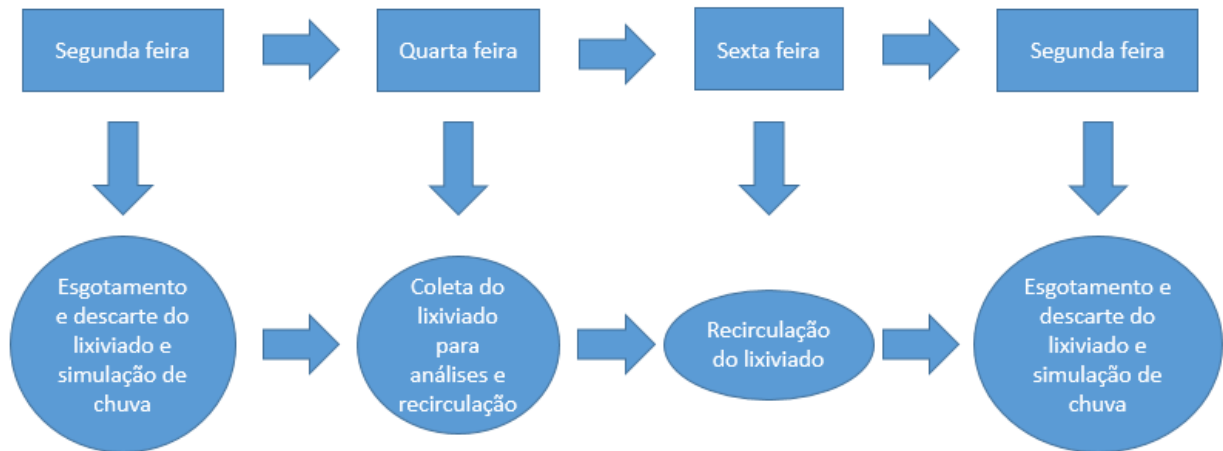 Segunda feira
Quarta feira
Sexta feira
Segunda feira
Esgotamento
e descarte do
lixiviado e
simulação de
chuva
Coleta do
lixiviado
para
análises e
recirculação
Recirculação
do lixiviado
Esgotamento e
descarte do
lixiviado e
simulação de
chuva